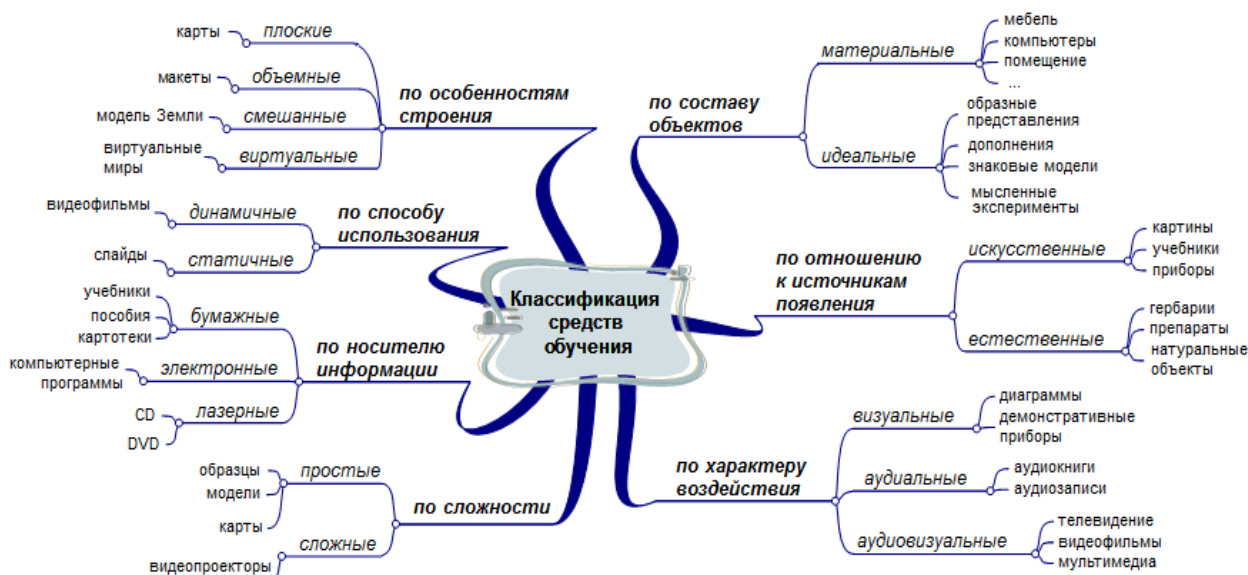 Классификация
средств
обучения
по составу
объектов
материальные
мебель
компьютеры
помещение
...
идеальные
образные
представления
дополнения
знаковые модели
мысленные
эксперименты
по отношению
к источникам
появления
искусственные
картины
учебники
приборы
естественные
гербарии
препараты
натуральные
объекты
по характеру
воздействия
визуальные
диаграммы
демонстративные
приборы
аудиальные
аудиокниги
аудиозаписи
аудиовизуальные
телевидение
видеофильмы
мультимедиа
по особенностям
строения
плоские
карты
объемные
макеты
смешанные
модель Земли
виртуальные
виртуальные
миры
по способу
использования
динамичные
видеофильмы
статичные
слайды
по носителю
информации
бумажные
учебники
пособия
картотеки
электронные
компьютерные
программы
лазерные
CD
DVD
по сложности
простые
образцы
модели
карты
сложные
видеопроекторы